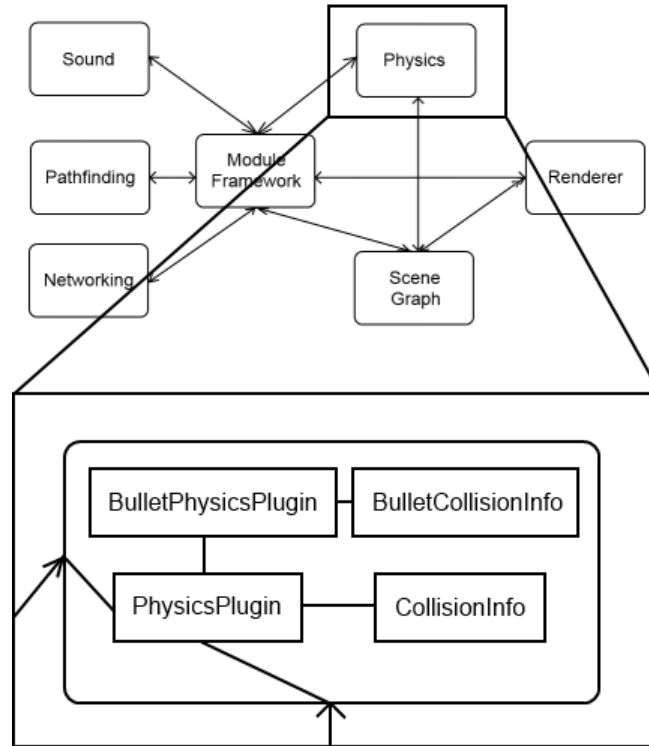 Sound
Physics
Pathfinding
Module
Framework
Renderer
Networking
Scene
Graph
BulletPhysicsPlugin
BulletCollisionInfo
PhysicsPlugin
CollisionInfo